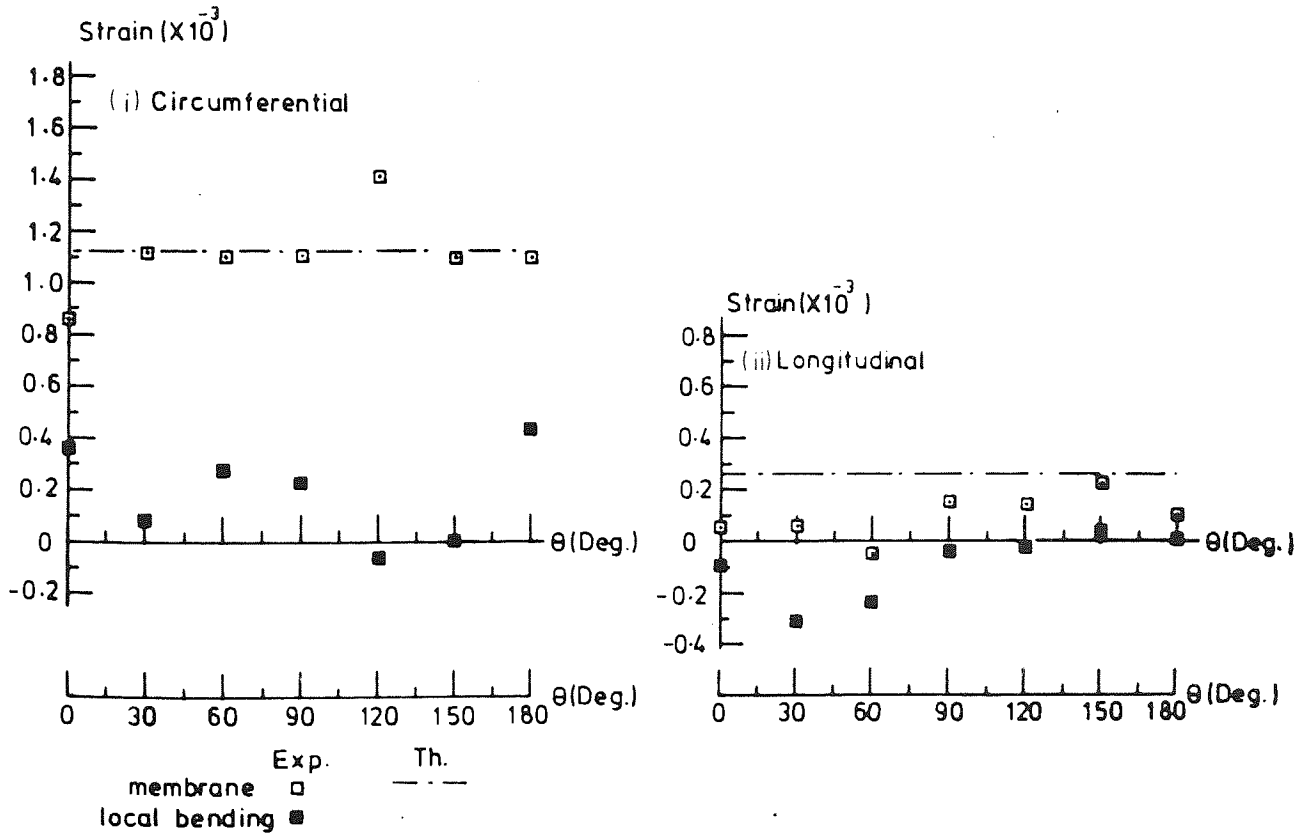 Strain (X10⁻³)
1.8
(i) Circumferential
1.6
1.4
1.2
1.0
0.8
0.6
0.4
0.2
0
-0.2
θ(Deg.)
0 30 60 90 120 150 180
θ(Deg.)
Strain (X10⁻³)
0.8
(ii) Longitudinal
0.6
0.4
0.2
0
-0.2
-0.4
θ(Deg.)
0 30 60 90 120 150 180
θ(Deg.)
Exp. Th.
membrane
local bending